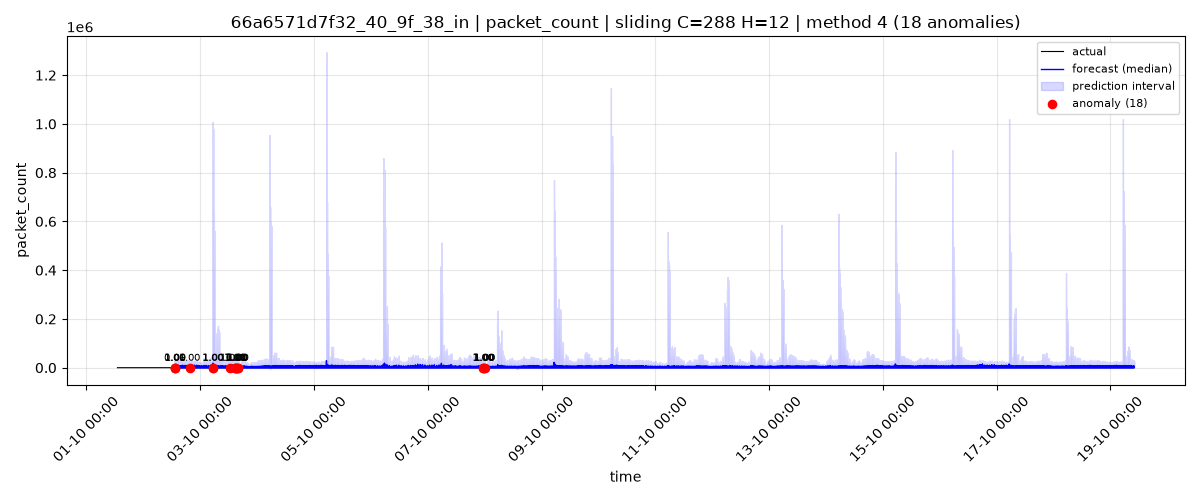 66a6571d7f32_40_9f_38_in | packet_count | sliding C=288 H=12 | method 4 (18 anomalies)
1e6
actual
forecast (median)
prediction interval
anomaly (18)
1.2
1.0
0.8
0.6
0.4
0.2
0.0
packet_count
1.00
1.00
1.00
01-10 00:00
03-10 00:00
05-10 00:00
07-10 00:00
09-10 00:00
11-10 00:00
13-10 00:00
15-10 00:00
17-10 00:00
19-10 00:00
time